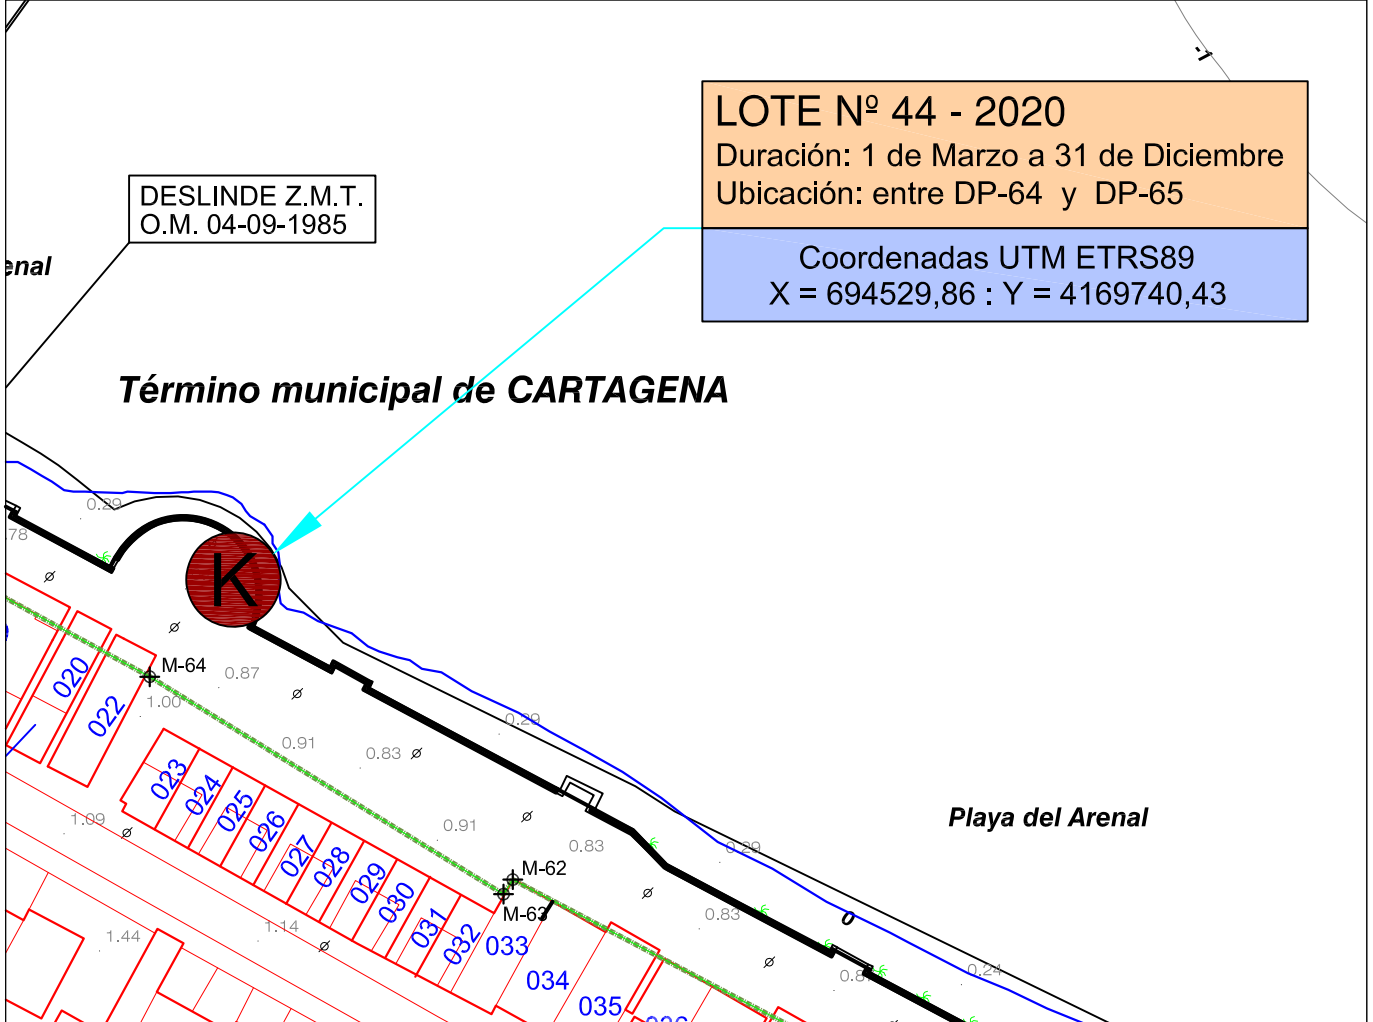 -1
LOTE Nº 44 - 2020
Duración: 1 de Marzo a 31 de Diciembre
Ubicación: entre DP-64 y DP-65
Coordenadas UTM ETRS89
X = 694529,86 : Y = 4169740,43
DESLINDE Z.M.T.
O.M. 04-09-1985
enal
Término municipal de CARTAGENA
0.29
.78
K
M-64
020
022
0.87
1.00
0.91
0.83
0.29
023
024
025
026
027
028
029
030
031
032
033
034
035
036
1.09
0.91
0.83
0.29
M-62
M-63
Playa del Arenal
0
0.83
1.14
1.44
0.24